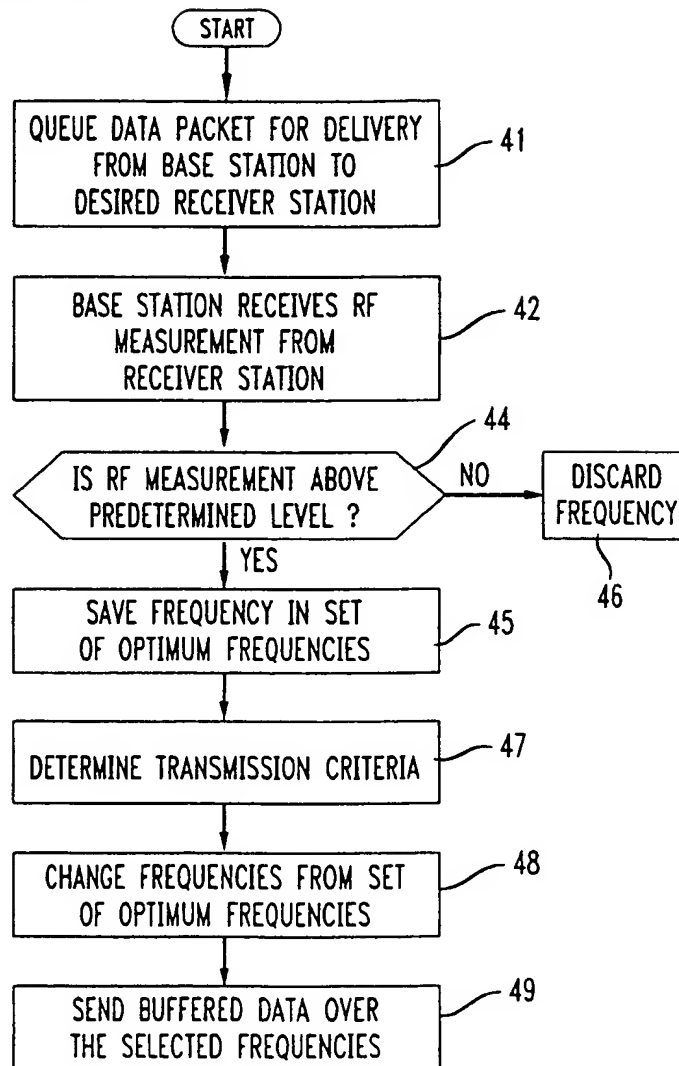 START
QUEUE DATA PACKET FOR DELIVERY
FROM BASE STATION TO
DESIRED RECEIVER STATION
41
BASE STATION RECEIVES RF
MEASUREMENT FROM
RECEIVER STATION
42
44
IS RF MEASUREMENT ABOVE
PREDETERMINED LEVEL ?
NO
DISCARD
FREQUENCY
46
YES
SAVE FREQUENCY IN SET
OF OPTIMUM FREQUENCIES
45
DETERMINE TRANSMISSION CRITERIA
47
CHANGE FREQUENCIES FROM SET
OF OPTIMUM FREQUENCIES
48
SEND BUFFERED DATA OVER
THE SELECTED FREQUENCIES
49